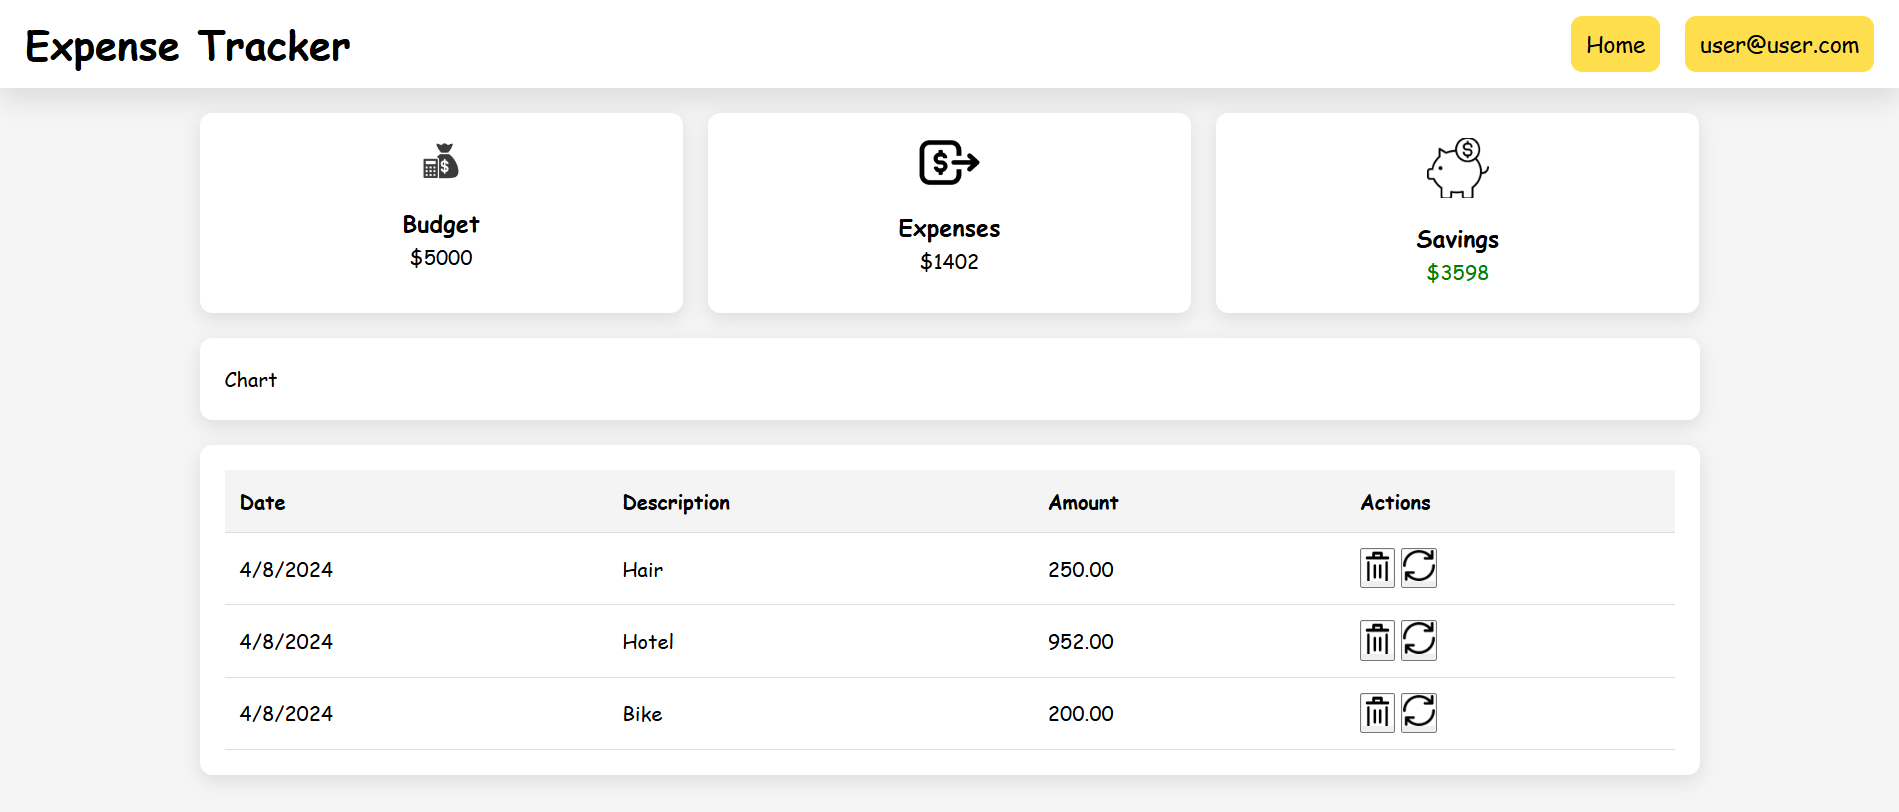 Expense Tracker
Home
user@user.com
Budget
$5000
Expenses
$1402
Savings
$3598
Chart
Date Description Amount Actions
4/8/2024 Hair 250.00
4/8/2024 Hotel 952.00
4/8/2024 Bike 200.00